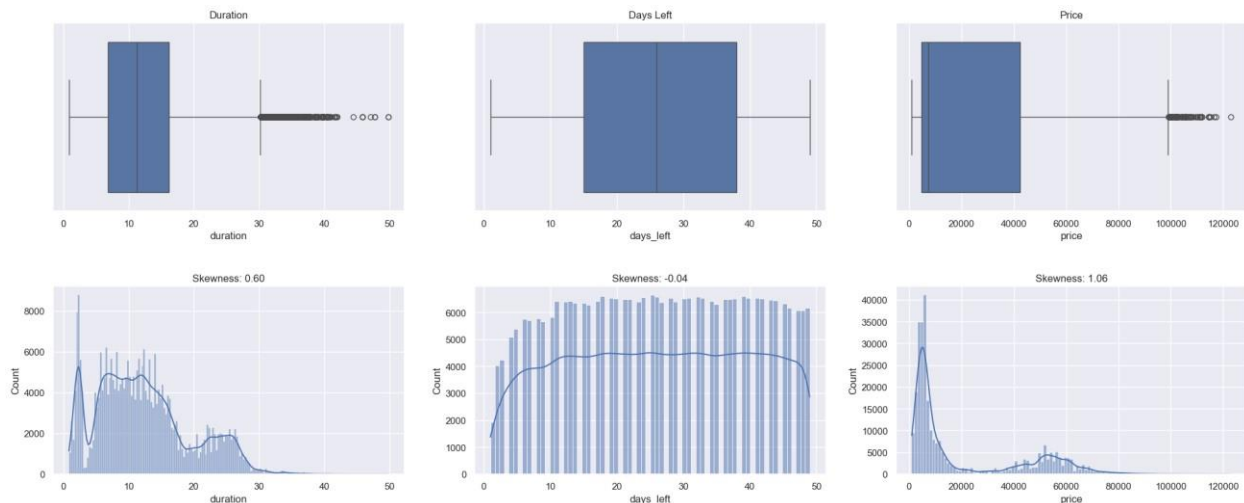 Duration
0 10 20 30 40 50
duration
Days Left
0 10 20 30 40 50
days_left
Price
0 20000 40000 60000 80000 100000 120000
price
Skewness: 0.60
8000
6000
4000
2000
0
Count
0 10 20 30 40 50
duration
Skewness: -0.04
6000
5000
4000
3000
2000
1000
0
Count
0 10 20 30 40 50
days_left
Skewness: 1.06
40000
35000
30000
25000
20000
15000
10000
5000
0
Count
0 20000 40000 60000 80000 100000 120000
price